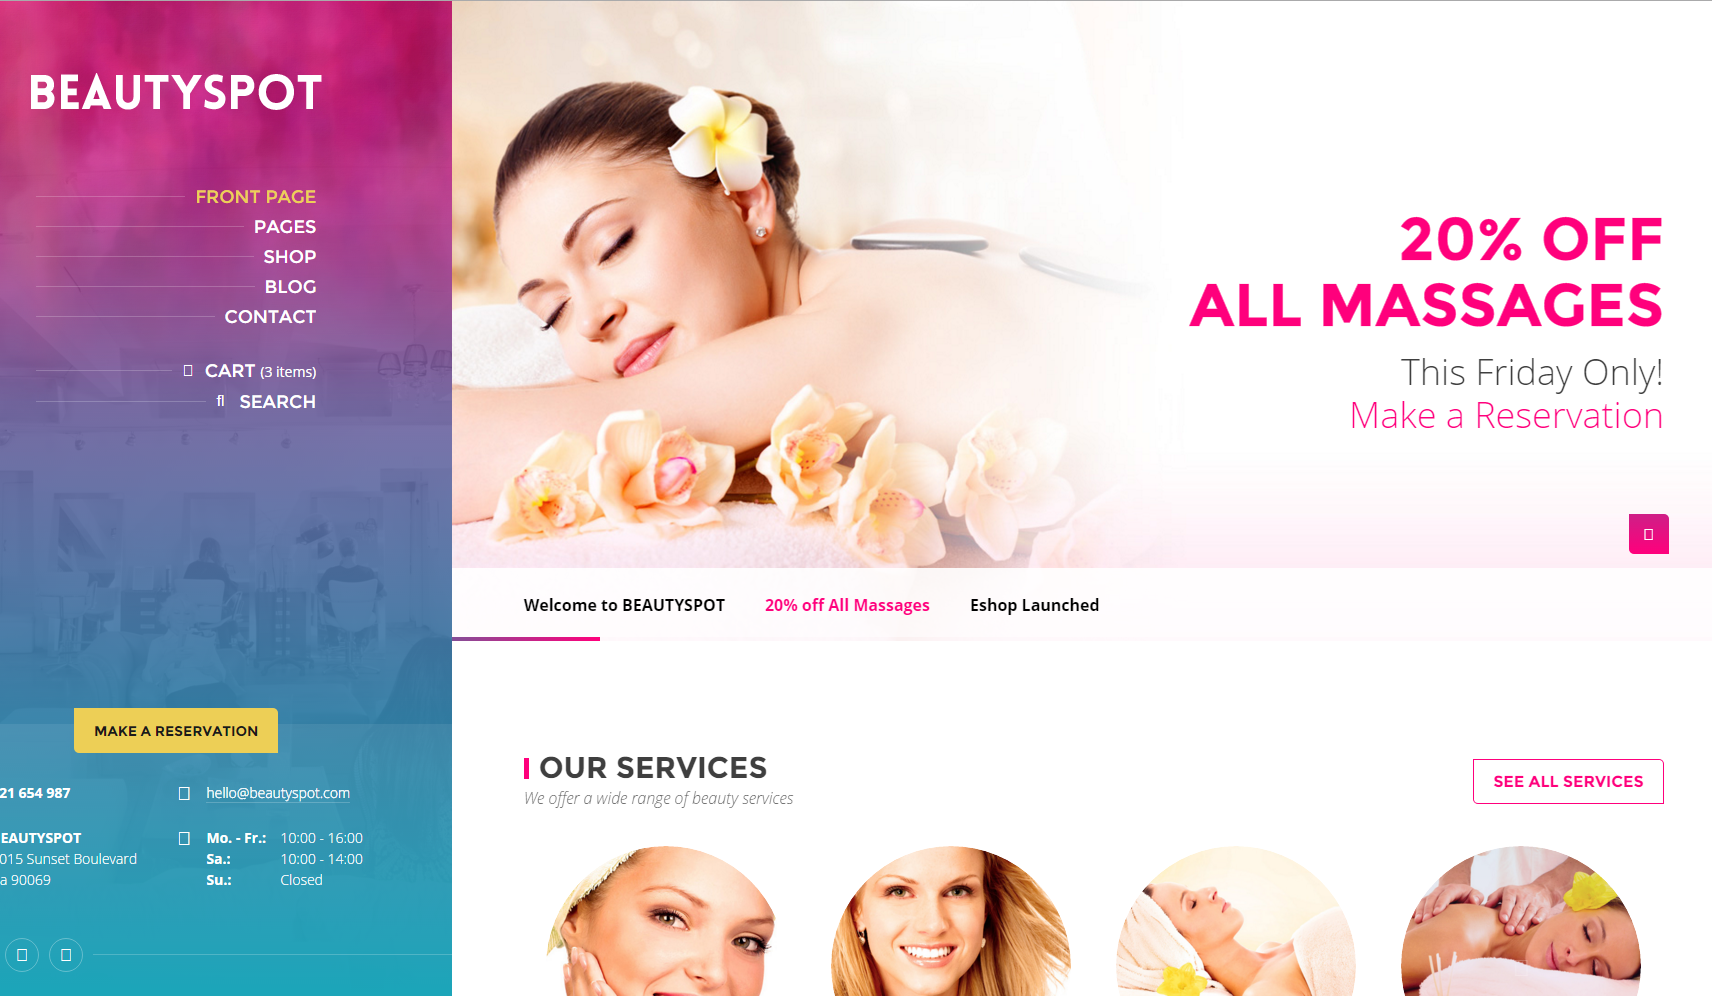 BEAUTYSPOT
FRONT PAGE
PAGES
SHOP
BLOG
CONTACT
CART (3 items)
SEARCH
MAKE A RESERVATION
21 654 987
hello@beautyspot.com
EAUTYSPOT
015 Sunset Boulevard
a 90069
Mo. - Fr.: 10:00 - 16:00
Sa.: 10:00 - 14:00
Su.: Closed
20% OFF
ALL MASSAGES
This Friday Only!
Make a Reservation
Welcome to BEAUTYSPOT
20% off All Massages
Eshop Launched
OUR SERVICES
We offer a wide range of beauty services
SEE ALL SERVICES